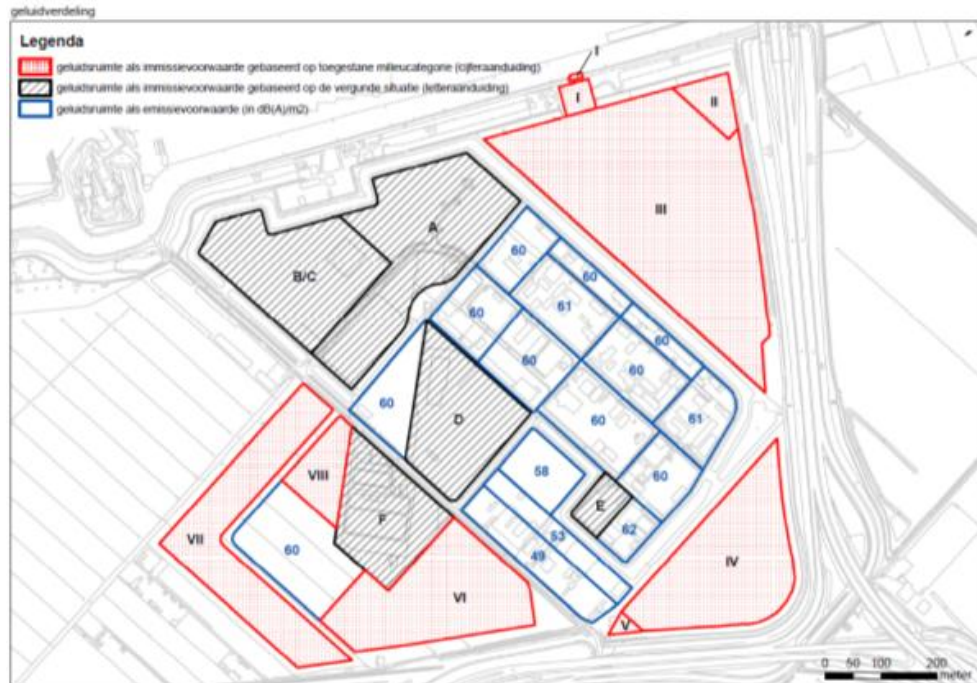 geluidverdeling
Legenda
geluidsruimte als immissievoorwaarde gebaseerd op toegestane milieucategorie (cijferaanduiding)
geluidsruimte als immissievoorwaarde gebaseerd op de vergunde situatie (letteraanduiding)
geluidsruimte als emissievoorwaarde (in dB(A)/m2)
I
I
II
III
A
B/C
60
60
61
60
60
60
60
60
60
61
D
60
58
E
60
62
VIII
F
VII
60
53
49
IV
VI
V
0 50 100 200
meter